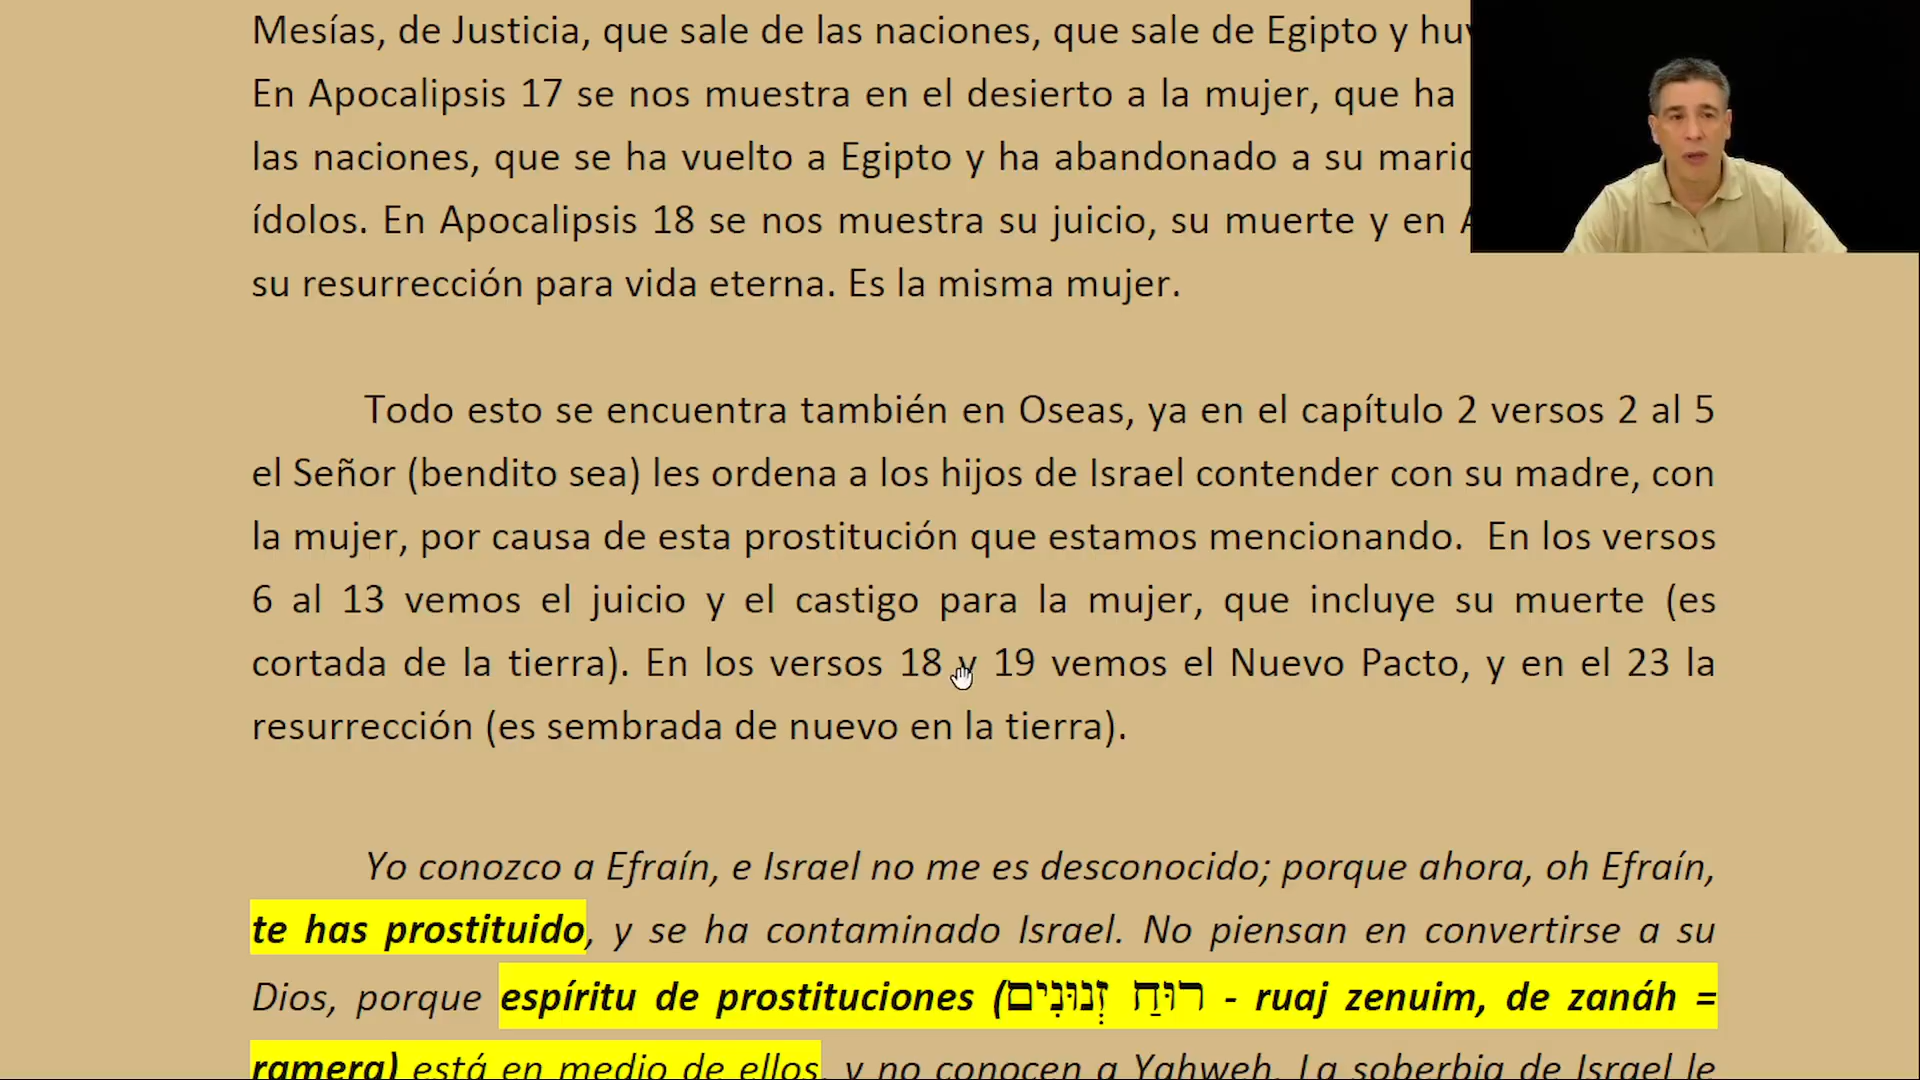 Mesías, de Justicia, que sale de las naciones, que sale de Egipto y
En Apocalipsis 17 se nos muestra en el desierto a la mujer, que ha
las naciones, que se ha vuelto a Egipto y ha abandonado a su
ídolos. En Apocalipsis 18 se nos muestra su juicio, su muerte y en
su resurrección para vida eterna. Es la misma mujer.
Todo esto se encuentra también en Oseas, ya en el capítulo 2 versos 2 al 5
el Señor (bendito sea) les ordena a los hijos de Israel contender con su madre, con
la mujer, por causa de esta prostitución que estamos mencionando. En los versos
6 al 13 vemos el juicio y el castigo para la mujer, que incluye su muerte (es
cortada de la tierra). En los versos 18 y 19 vemos el Nuevo Pacto, y en el 23 la
resurrección (es sembrada de nuevo en la tierra).
Yo conozco a Efraín, e Israel no me es desconocido; porque ahora, oh Efraín,
te has prostituido, y se ha contaminado Israel. No piensan en convertirse a su
Dios, porque espíritu de prostituciones (רוּחַ זְנוּנִים - ruaj zenuim, de zanáh =
ramera) está en medio de ellos, y no conocen a Yahweh. La soberbia de Israel le